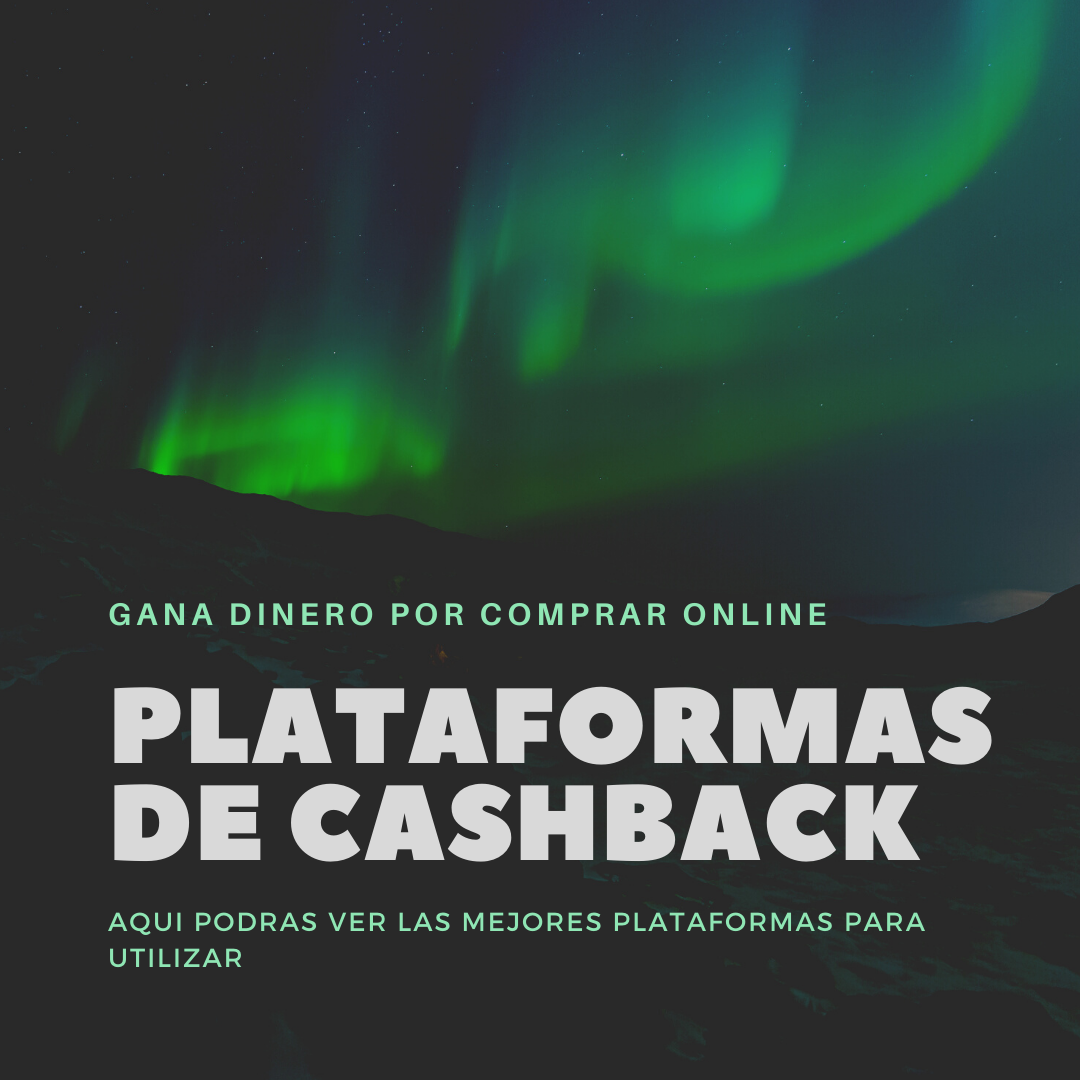 GANA DINERO POR COMPRAR ONLINE
PLATAFORMAS
DE CASHBACK
AQUI PODRAS VER LAS MEJORES PLATAFORMAS PARA
UTILIZAR